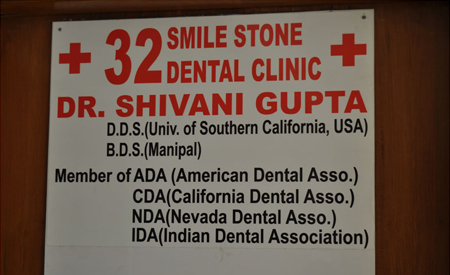 32 SMILE STONE
DENTAL CLINIC
DR. SHIVANI GUPTA
D.D.S.(Univ. of Southern California, USA)
B.D.S.(Manipal)
Member of ADA (American Dental Asso.)
CDA(California Dental Asso.)
NDA(Nevada Dental Asso.)
IDA(Indian Dental Association)